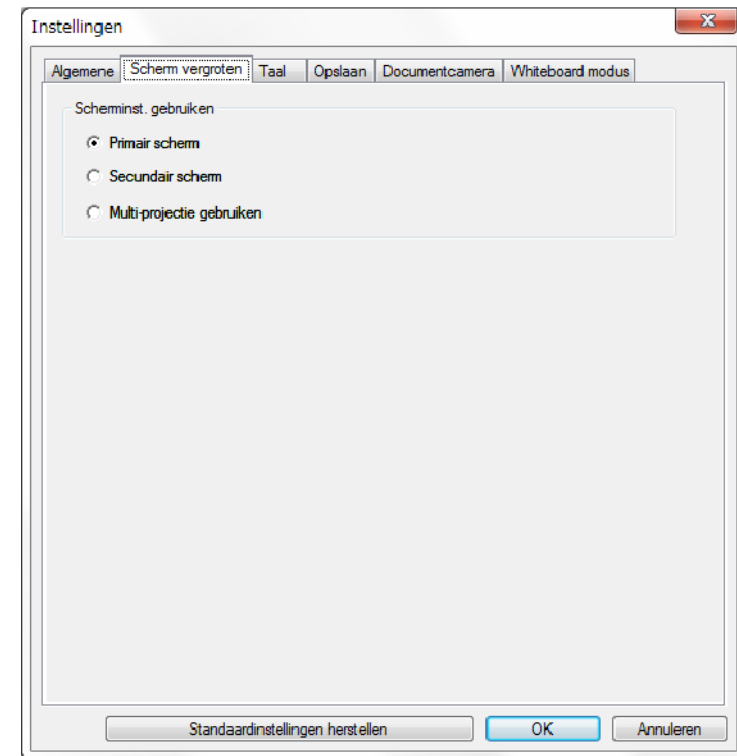 Instellingen
Algemene Scherm vergroten Taal Opslaan Documentcamera Whiteboard modus
Scherminst. gebruiken
Primair scherm
Secundair scherm
Multi-projectie gebruiken
Standaardinstellingen herstellen OK Annuleren